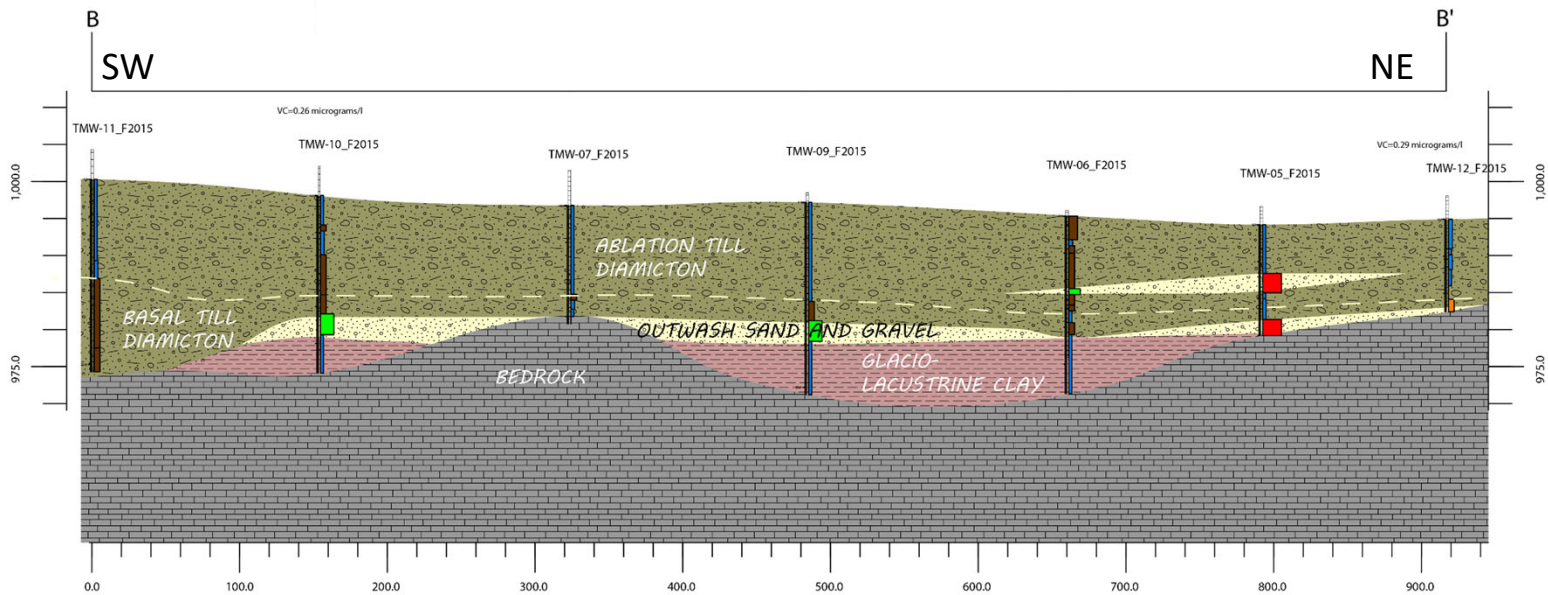 B
B'
SW
NE
VC=0.26 micrograms/l
VC=0.29 micrograms/l
TMW-11_F2015
TMW-10_F2015
TMW-07_F2015
TMW-09_F2015
TMW-06_F2015
TMW-05_F2015
TMW-12_F2015
1,000.0
1,000.0
ABLATION TILL
DIAMICTON
BASAL TILL
DIAMICTON
OUTWASH SAND AND GRAVEL
GLACIO-
LACUSTRINE CLAY
BEDROCK
975.0
975.0
0.0
100.0
200.0
300.0
400.0
500.0
600.0
700.0
800.0
900.0